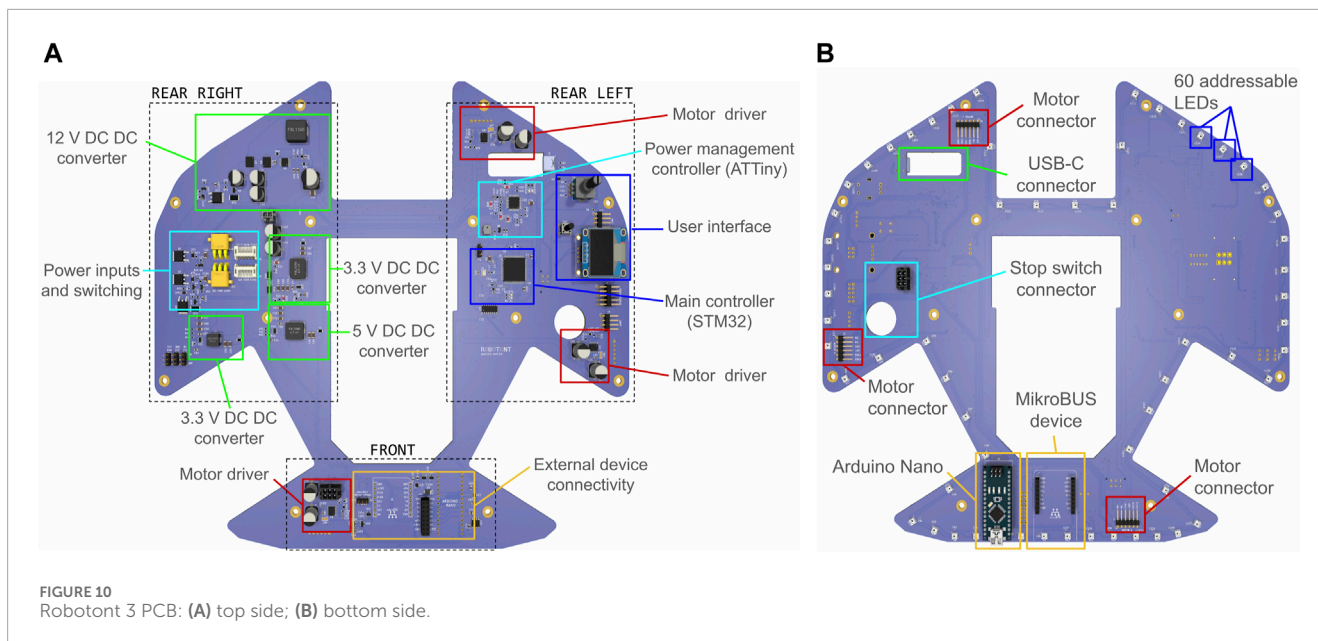 A
B
REAR RIGHT
REAR LEFT
12 V DC DC
converter
Motor driver
Power management
controller (ATTiny)
User interface
Power inputs
and switching
3.3 V DC DC
converter
Main controller
(STM32)
5 V DC DC
converter
ROBOTONT
Motor driver
3.3 V DC DC
converter
FRONT
Motor driver
External device
connectivity
Motor
connector
60 addressable
LEDs
USB-C
connector
Stop switch
connector
Motor
connector
MikroBUS
device
Arduino Nano
Motor
connector
FIGURE 10
Robotont 3 PCB: (A) top side; (B) bottom side.